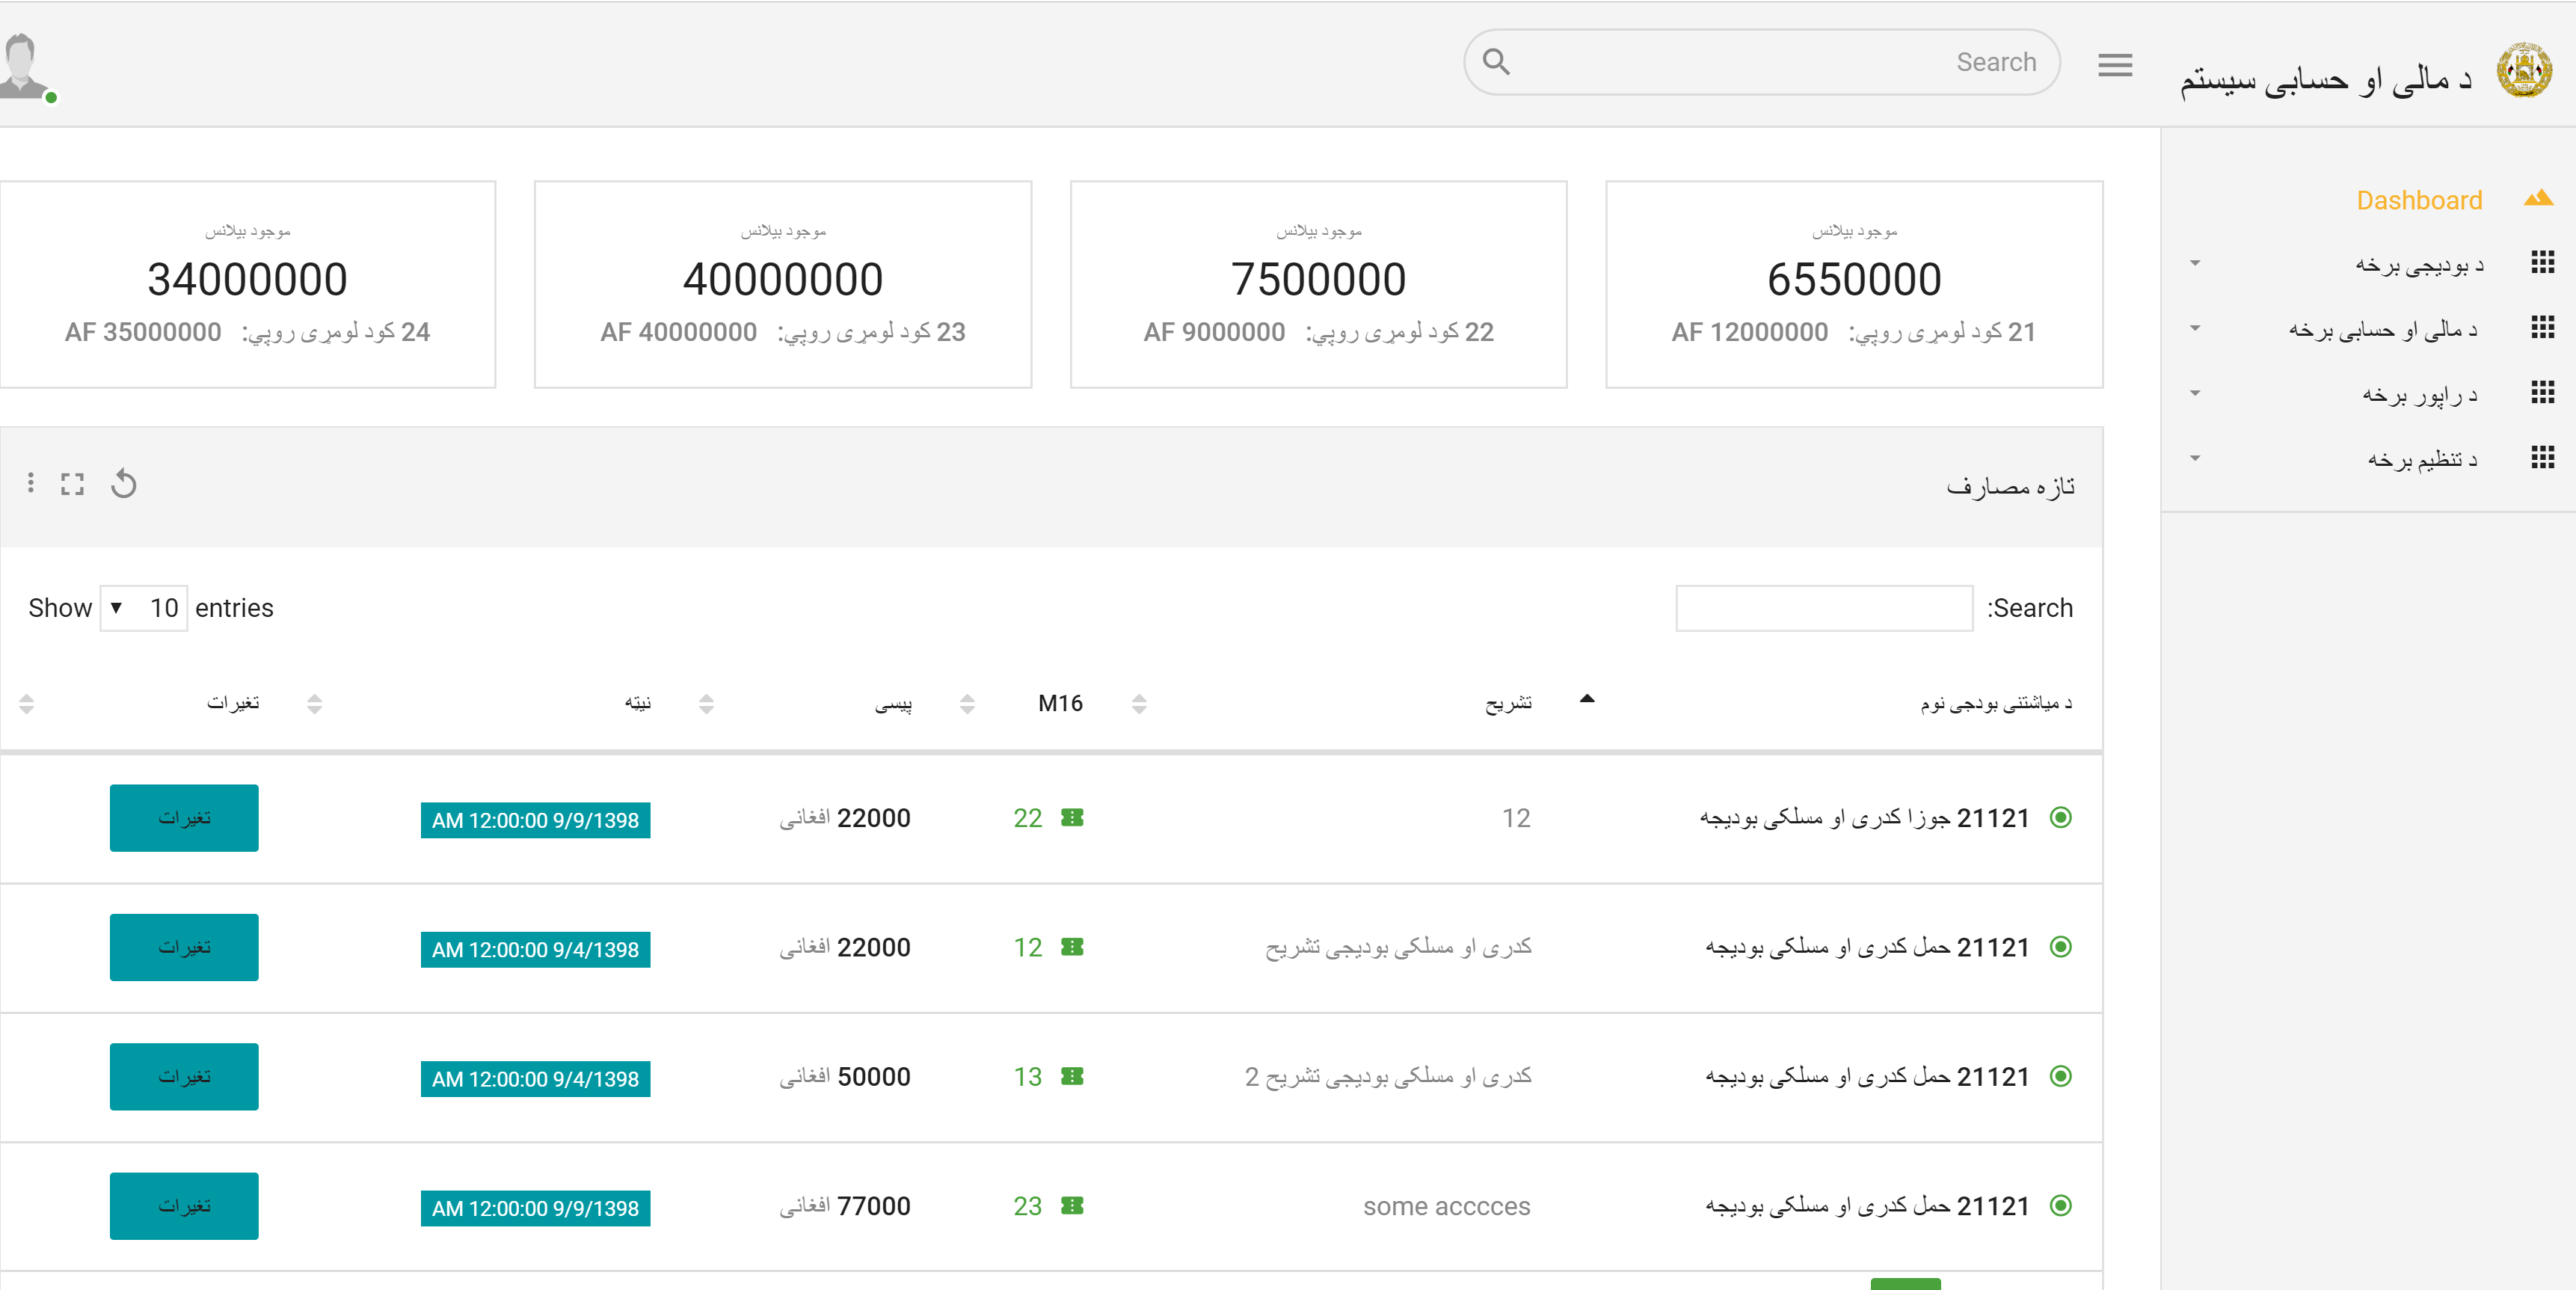 د مالی او حسابی سیستم
Search
Dashboard
د بودیجی برخه
د مالی او حسابی برخه
د راپور برخه
د تنظیم برخه
موجود بیلانس
6550000
21 کود لومړی روپي: AF 12000000
موجود بیلانس
7500000
22 کود لومړی روپي: AF 9000000
موجود بیلانس
40000000
23 کود لومړی روپي: AF 40000000
موجود بیلانس
34000000
24 کود لومړی روپي: AF 35000000
تازه مصارف
Search:
Show 10 entries
د میاشتنی بودجی نوم تشریح M16 پیسی نیټه تغیرات
21121 جوزا کدری او مسلکی بودیجه 12 22 22000 افغانی 9/9/1398 12:00:00 AM تغیرات
21121 حمل کدری او مسلکی بودیجه کدری او مسلکی بودیجی تشریح 12 22000 افغانی 9/4/1398 12:00:00 AM تغیرات
21121 حمل کدری او مسلکی بودیجه کدری او مسلکی بودیجی تشریح 2 13 50000 افغانی 9/4/1398 12:00:00 AM تغیرات
21121 حمل کدری او مسلکی بودیجه some acccces 23 77000 افغانی 9/9/1398 12:00:00 AM تغیرات